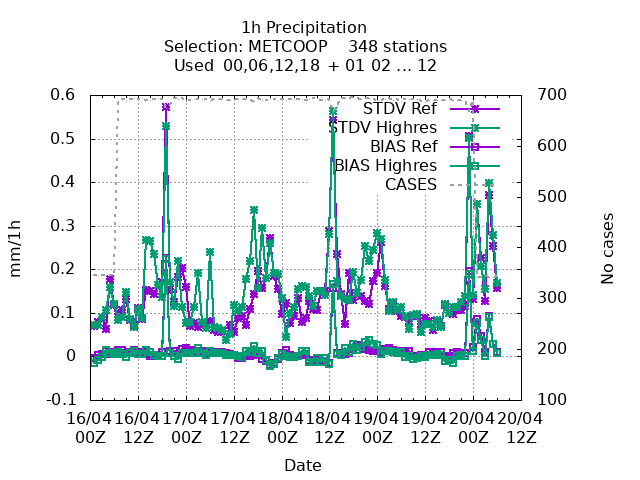 1h Precipitation
Selection: METCOOP 348 stations
Used 00,06,12,18 + 01 02 ... 12
STDV Ref
STDV Highres
BIAS Ref
BIAS Highres
CASES
0.6
0.5
0.4
0.3
0.2
0.1
0
-0.1
mm/1h
700
600
500
400
300
200
100
No cases
16/04 16/04 17/04 17/04 18/04 18/04 19/04 19/04 20/04 20/04
00Z 12Z 00Z 12Z 00Z 12Z 00Z 12Z 00Z 12Z
Date